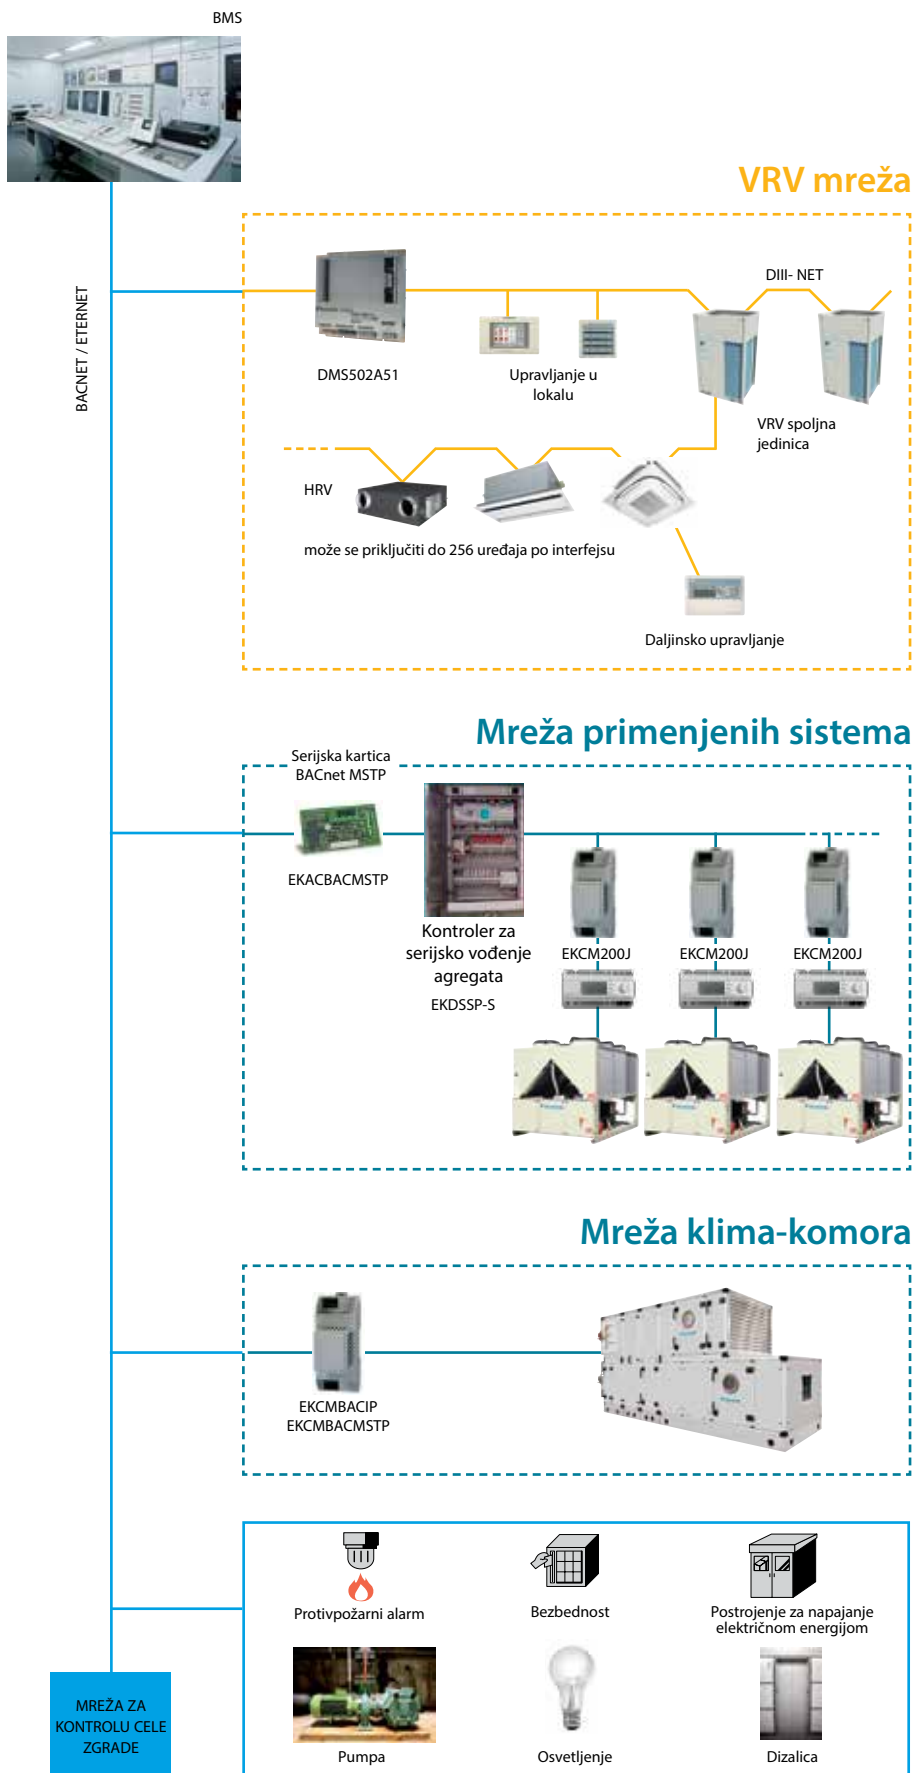 BMS
BACNET / ETERNET
VRV mreža
DIII- NET
DMS502A51
Upravljanje u
lokalu
VRV spoljna
jedinica
HRV
može se priključiti do 256 uređaja po interfejsu
Daljinsko upravljanje
Mreža primenjenih sistema
Serijska kartica
BACnet MSTP
EKACBACMSTP
Kontroler za
serijsko vođenje
agregata
EKDSSP-S
EKCM200J
EKCM200J
EKCM200J
Mreža klima-komora
EKCMBACIP
EKCMBACMSTP
Protivpožarni alarm
Bezbednost
Postrojenje za napajanje
električnom energijom
MREŽA ZA
KONTROLU CELE
ZGRADE
Pumpa
Osvetljenje
Dizalica